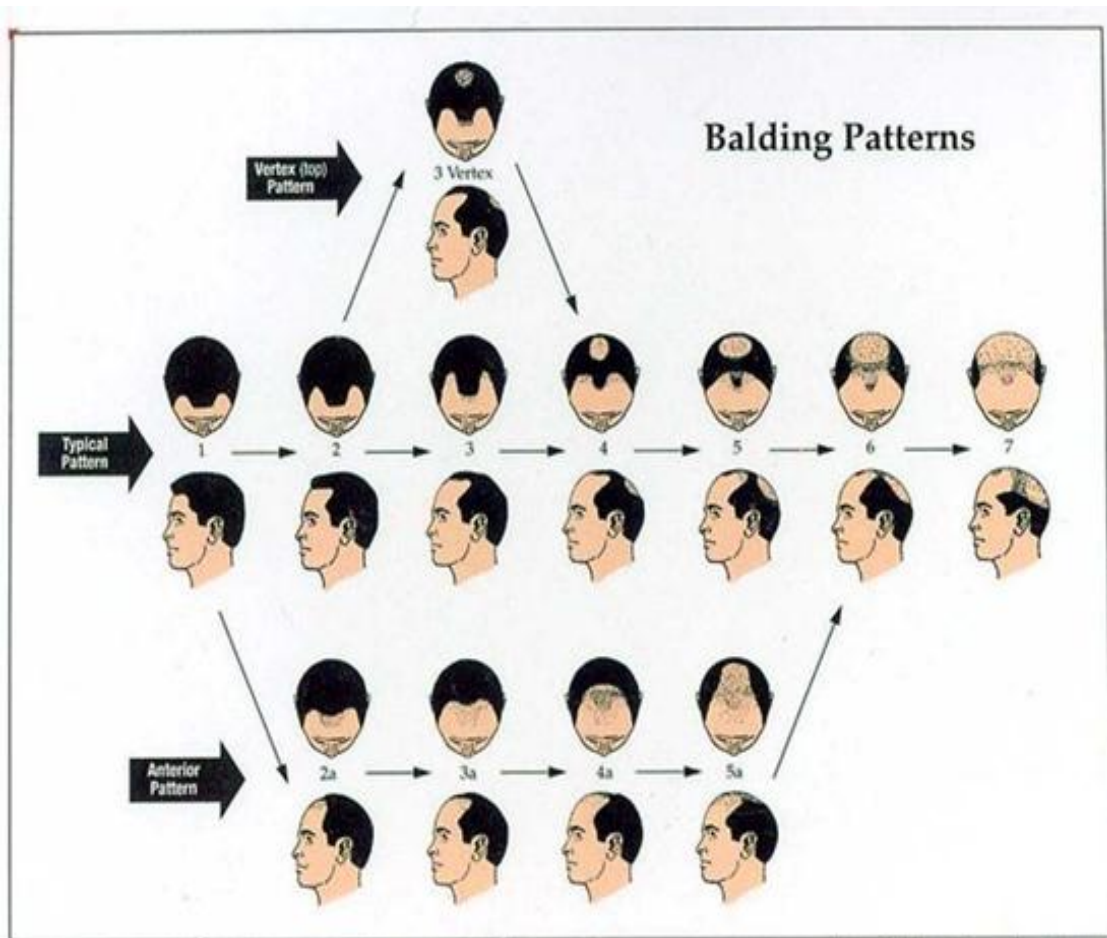 Balding Patterns
Vertex (top)
Pattern
3 Vertex
Typical
Pattern
1
2
3
4
5
6
7
Anterior
Pattern
2a
3a
4a
5a